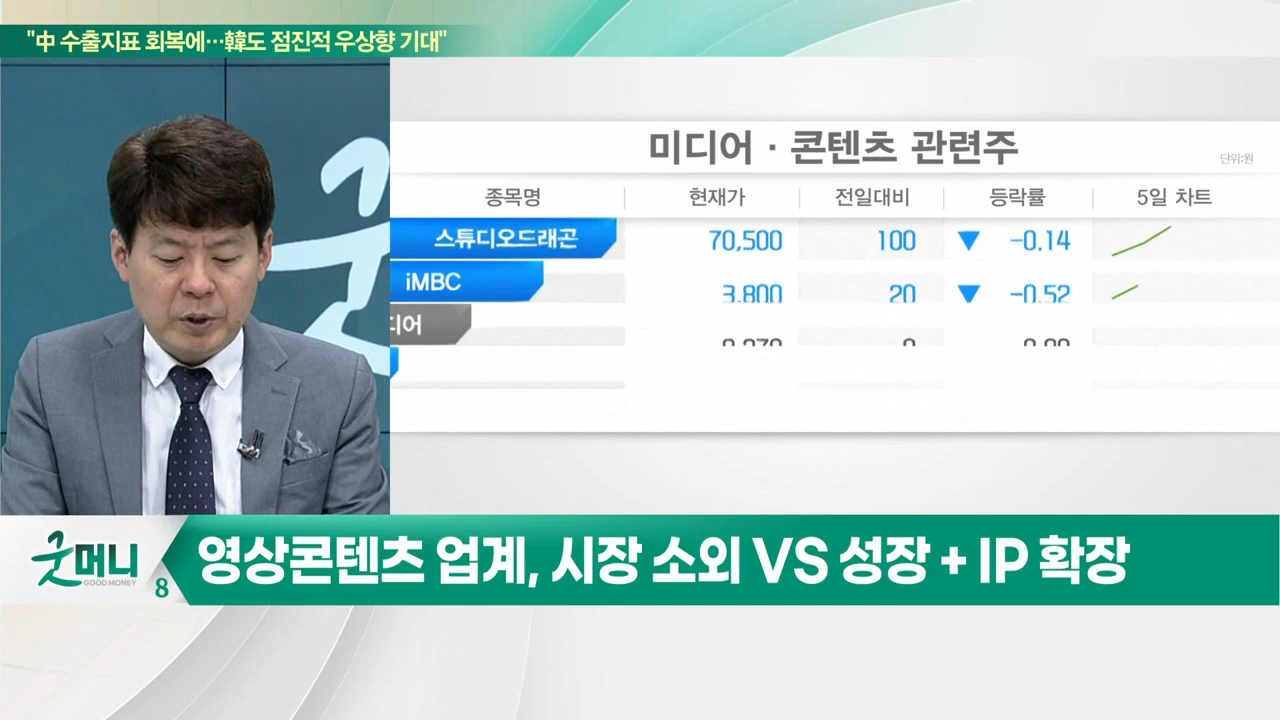 "中 수출지표 회복에…韓도 점진적 우상향 기대"
미디어 · 콘텐츠 관련주
단위:원
종목명 현재가 전일대비 등락률 5일 차트
스튜디오드래곤 70,500 100 ▼ -0.14
iMBC 3,800 20 ▼ -0.52
디어
굿머니
GOOD MONEY
8
영상콘텐츠 업계, 시장 소외 VS 성장 + IP 확장